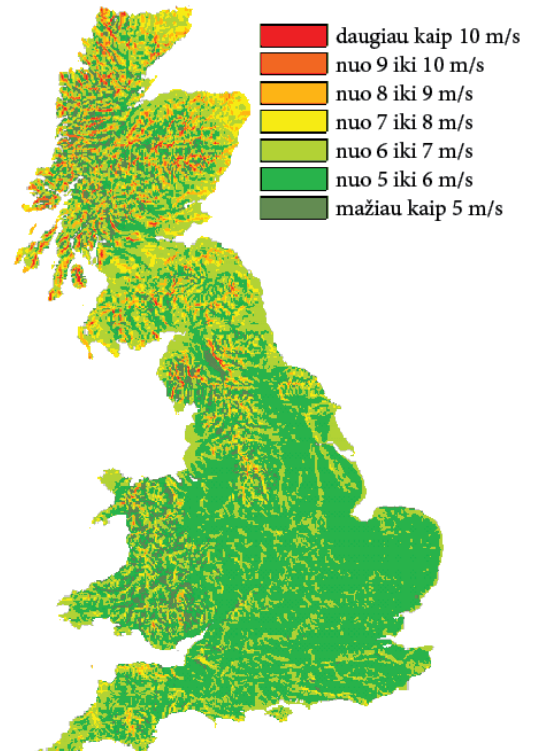 daugiau kaip 10 m/s
nuo 9 iki 10 m/s
nuo 8 iki 9 m/s
nuo 7 iki 8 m/s
nuo 6 iki 7 m/s
nuo 5 iki 6 m/s
mažiau kaip 5 m/s